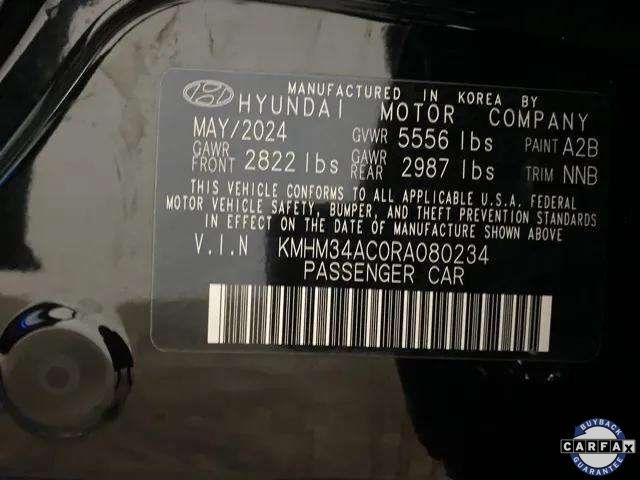 MANUFACTURED IN KOREA BY
HYUNDAI MOTOR COMPANY
MAY/2024 GVWR 5556 lbs PAINT A2B
GAWR FRONT 2822 lbs GAWR REAR 2987 lbs TRIM NNB
THIS VEHICLE CONFORMS TO ALL APPLICABLE U.S.A. FEDERAL
MOTOR VEHICLE SAFETY, BUMPER, AND THEFT PREVENTION STANDARDS
IN EFFECT ON THE DATE OF MANUFACTURE SHOWN ABOVE.
V.I.N KMHM34AC0RA080234
PASSENGER CAR
BUYBACK
CARFAX
GUARANTEE